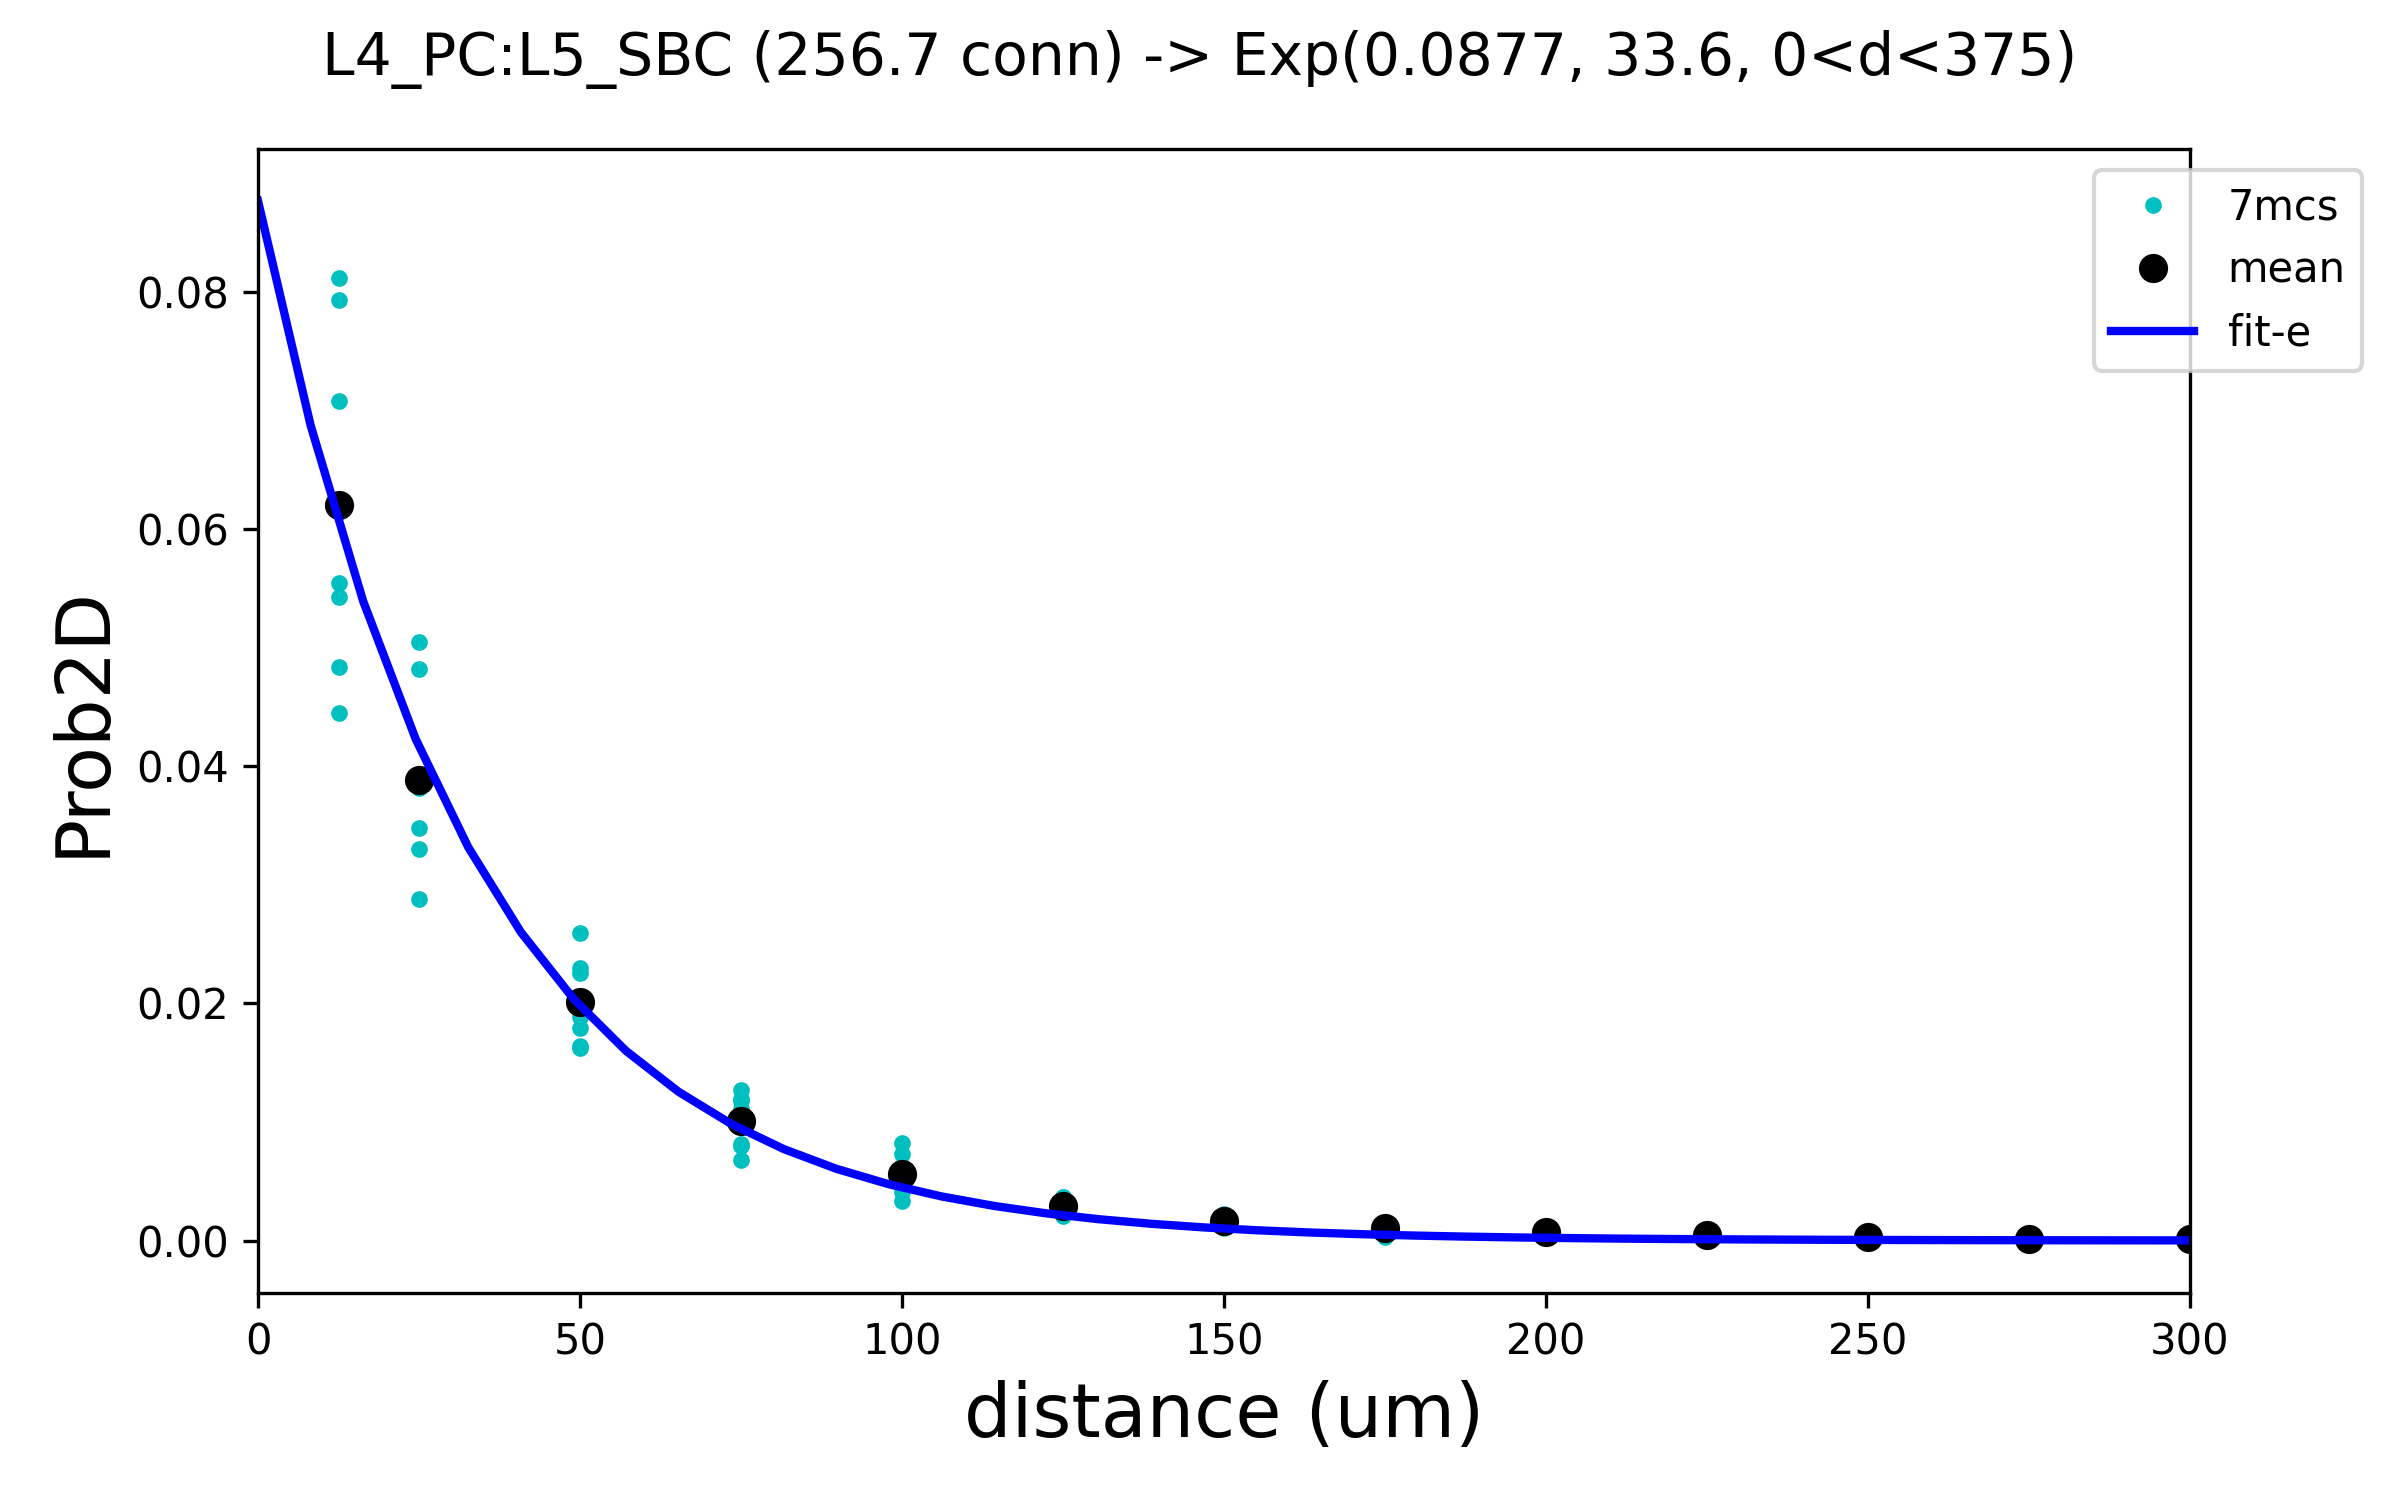 L4_PC:L5_SBC (256.7 conn) -> Exp(0.0877, 33.6, 0<d<375)
7mcs
mean
fit-e
Prob2D
0.08
0.06
0.04
0.02
0.00
0 50 100 150 200 250 300
distance (um)